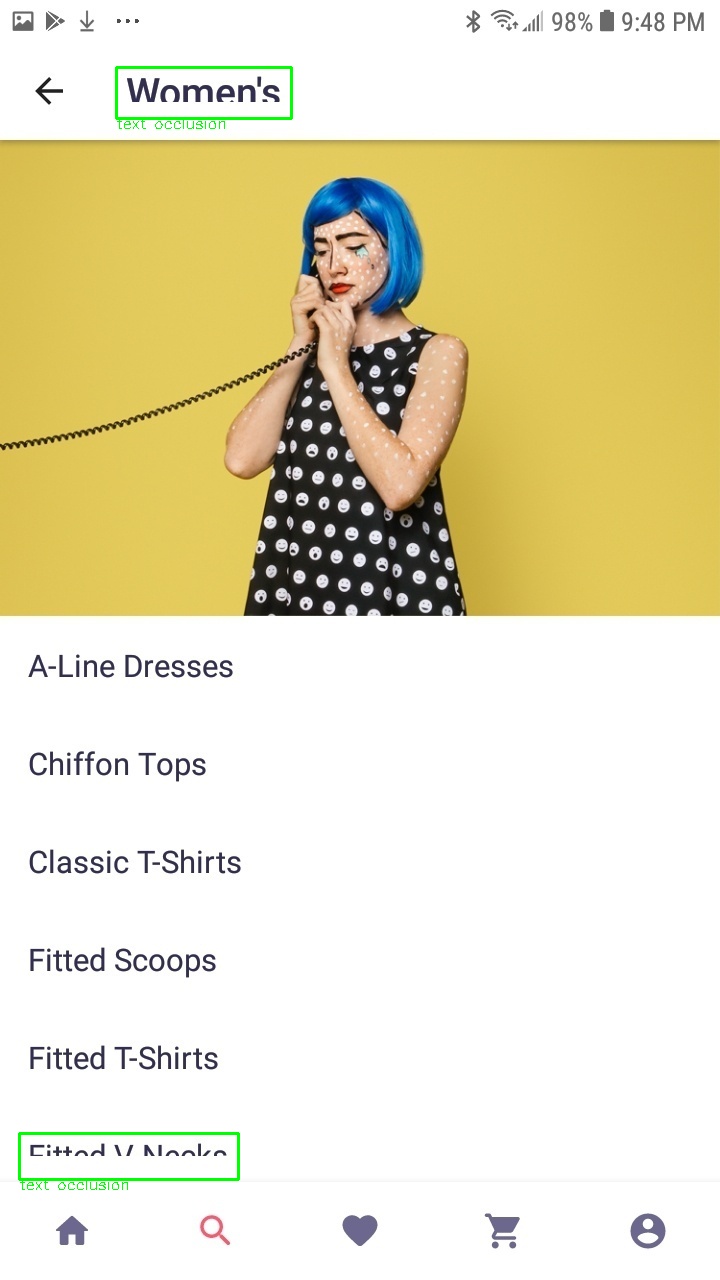 98% 9:48 PM
Women's
text occlusion
A-Line Dresses
Chiffon Tops
Classic T-Shirts
Fitted Scoops
Fitted T-Shirts
Fitted V-Necks
text occlusion